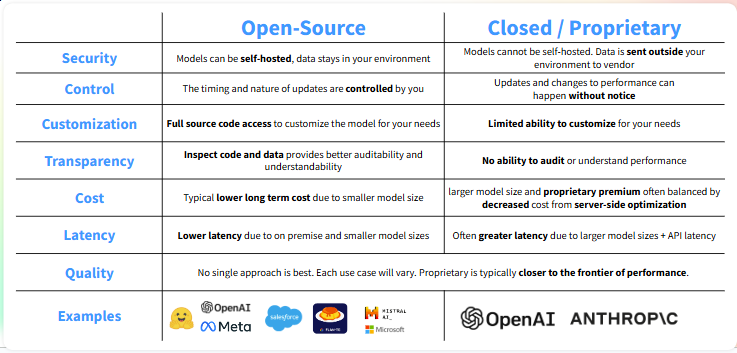 Open-Source
Closed / Proprietary
Security
Models can be self-hosted, data stays in your environment
Models cannot be self-hosted. Data is sent outside your
environment to vendor
Control
The timing and nature of updates are controlled by you
Updates and changes to performance can
happen without notice
Customization
Full source code access to customize the model for your needs
Limited ability to customize for your needs
Transparency
Inspect code and data provides better auditability and
understandability
No ability to audit or understand performance
Cost
Typical lower long term cost due to smaller model size
larger model size and proprietary premium often balanced by
decreased cost from server-side optimization
Latency
Lower latency due to on premise and smaller model sizes
Often greater latency due to larger model sizes + API latency
Quality
No single approach is best. Each use case will vary. Proprietary is typically closer to the frontier of performance.
Examples
OpenAI
Meta
salesforce
MISTRAL
AI_
Microsoft
OpenAI
ANTHROP\C